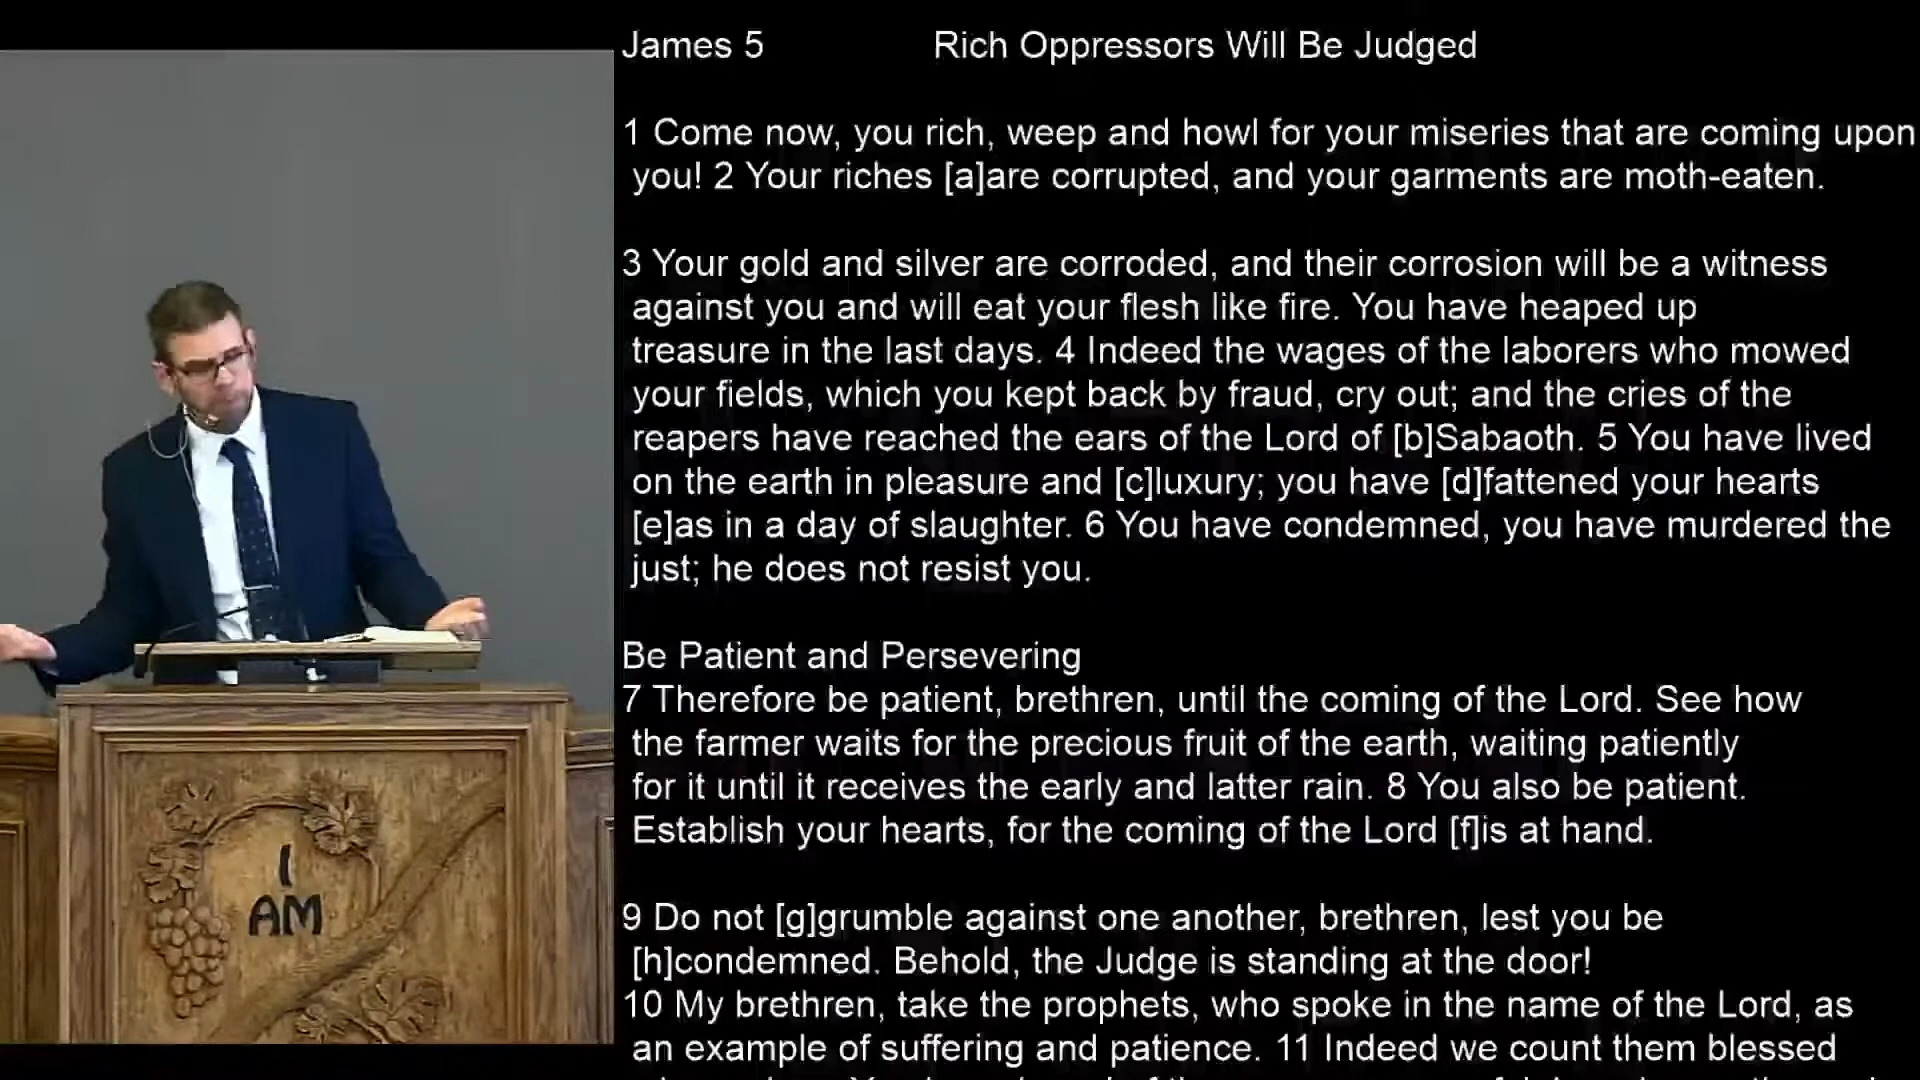 James 5 Rich Oppressors Will Be Judged
1 Come now, you rich, weep and howl for your miseries that are coming upon
you! 2 Your riches [a]are corrupted, and your garments are moth-eaten.
3 Your gold and silver are corroded, and their corrosion will be a witness
against you and will eat your flesh like fire. You have heaped up
treasure in the last days. 4 Indeed the wages of the laborers who mowed
your fields, which you kept back by fraud, cry out; and the cries of the
reapers have reached the ears of the Lord of [b]Sabaoth. 5 You have lived
on the earth in pleasure and [c]luxury; you have [d]fattened your hearts
[e]as in a day of slaughter. 6 You have condemned, you have murdered the
just; he does not resist you.
Be Patient and Persevering
7 Therefore be patient, brethren, until the coming of the Lord. See how
the farmer waits for the precious fruit of the earth, waiting patiently
for it until it receives the early and latter rain. 8 You also be patient.
Establish your hearts, for the coming of the Lord [f]is at hand.
9 Do not [g]grumble against one another, brethren, lest you be
[h]condemned. Behold, the Judge is standing at the door!
10 My brethren, take the prophets, who spoke in the name of the Lord, as
an example of suffering and patience. 11 Indeed we count them blessed
I
AM